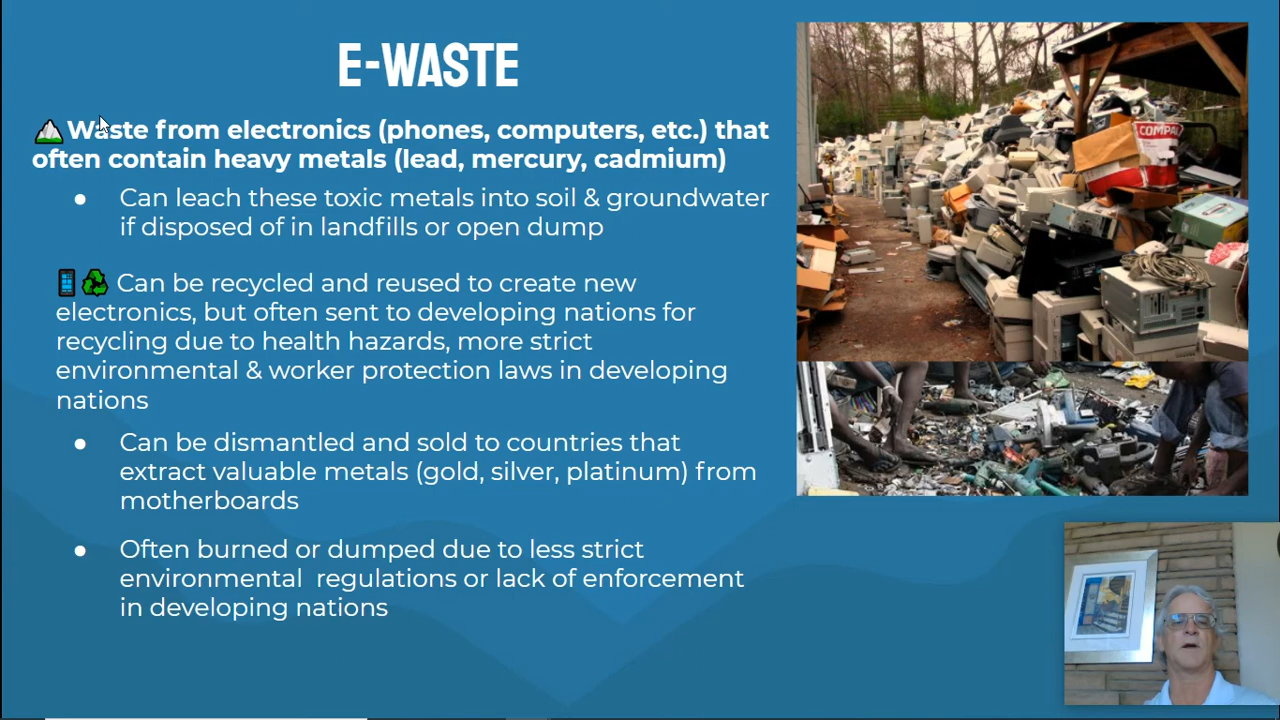 E-WASTE
Waste from electronics (phones, computers, etc.) that
often contain heavy metals (lead, mercury, cadmium)
● Can leach these toxic metals into soil & groundwater
if disposed of in landfills or open dump
Can be recycled and reused to create new
electronics, but often sent to developing nations for
recycling due to health hazards, more strict
environmental & worker protection laws in developing
nations
● Can be dismantled and sold to countries that
extract valuable metals (gold, silver, platinum) from
motherboards
● Often burned or dumped due to less strict
environmental regulations or lack of enforcement
in developing nations
COMPA